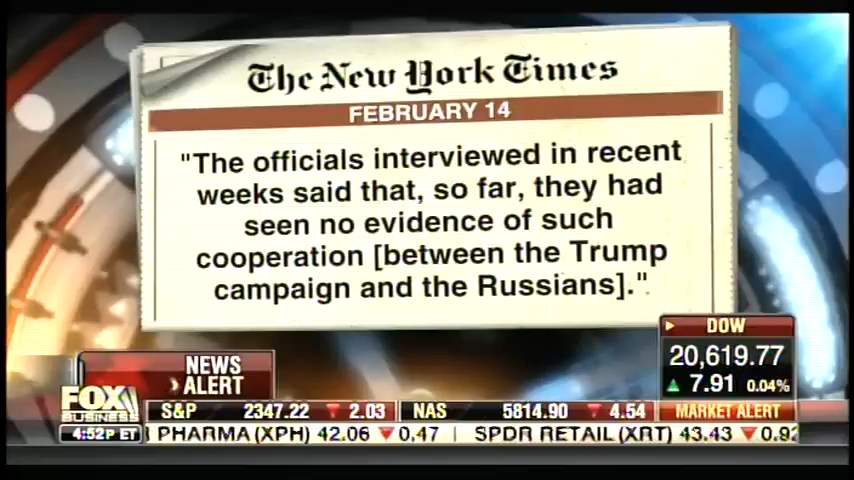 The New York Times
FEBRUARY 14
"The officials interviewed in recent
weeks said that, so far, they had
seen no evidence of such
cooperation [between the Trump
campaign and the Russians]."
DOW
20,619.77
7.91 0.04%
MARKET ALERT
NEWS
ALERT
FOX
BUSINESS
S&P 2347.22 2.03 NAS 5814.90 4.54
4:52P ET PHARMA (XPH) 42.06 0.47 SPDR RETAIL (XRT) 43.43 0.92